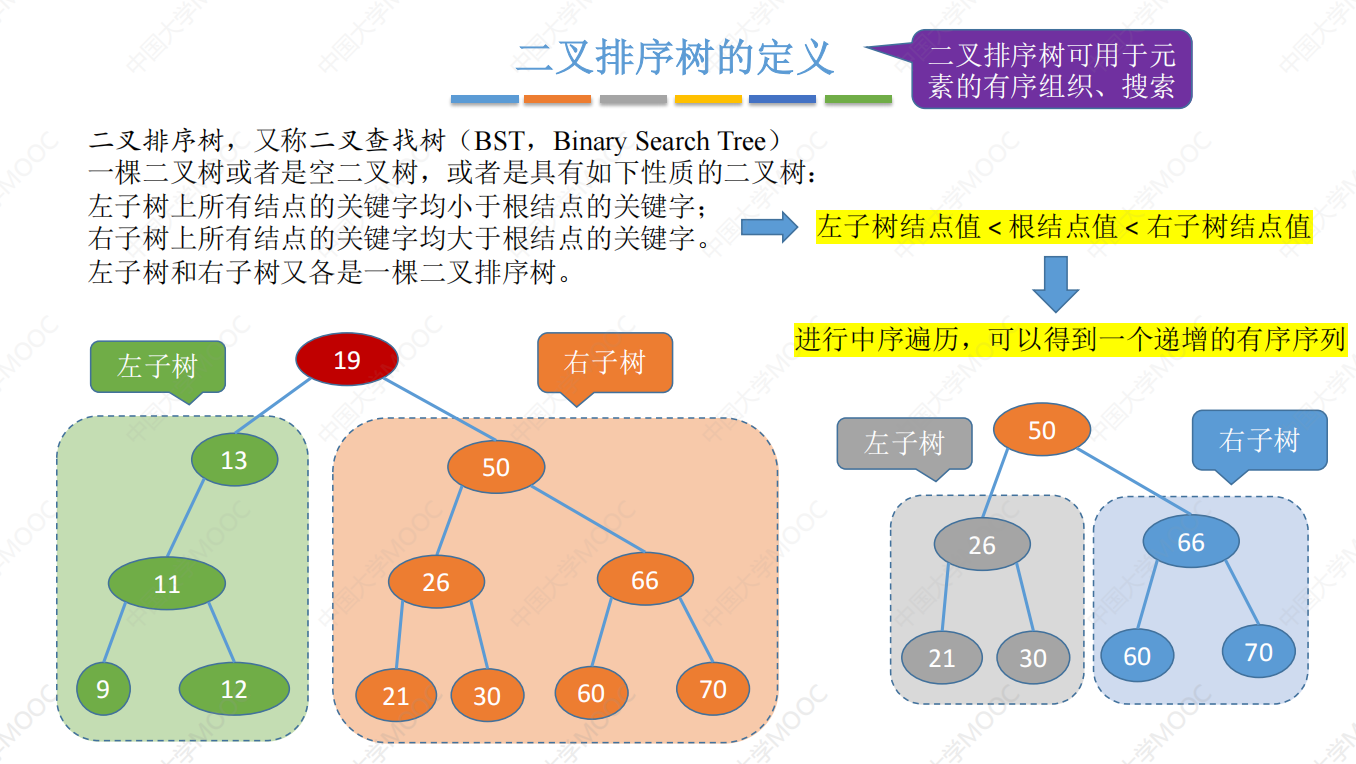 二叉排序树的定义
二叉排序树可用于元
素的有序组织、搜索
二叉排序树，又称二叉查找树（BST，Binary Search Tree）
一棵二叉树或者是空二叉树，或者是具有如下性质的二叉树：
左子树上所有结点的关键字均小于根结点的关键字；
右子树上所有结点的关键字均大于根结点的关键字。
左子树和右子树又各是一棵二叉排序树。
左子树结点值 < 根结点值 < 右子树结点值
进行中序遍历，可以得到一个递增的有序序列
左子树
19
右子树
13
50
11
26
66
9
12
21
30
60
70
左子树
50
右子树
26
66
21
30
60
70
中国大学MOOC